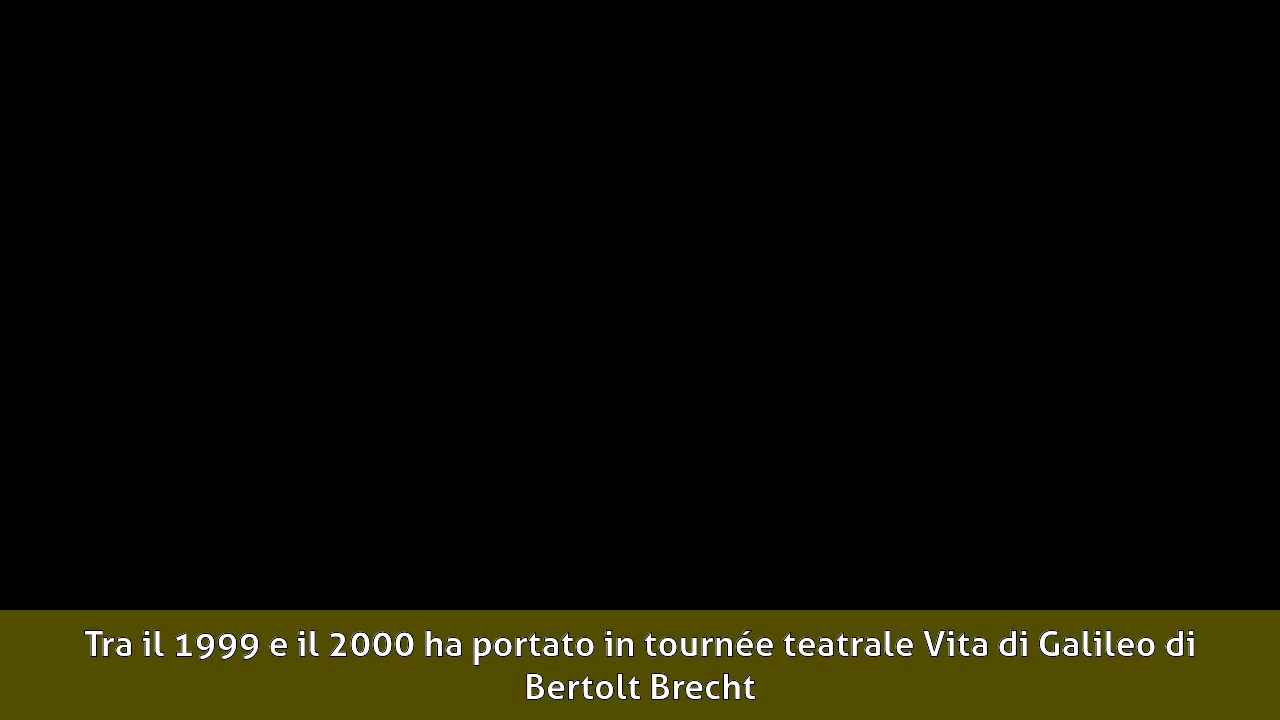 Tra il 1999 e il 2000 ha portato in tournée teatrale Vita di Galileo di
Bertolt Brecht